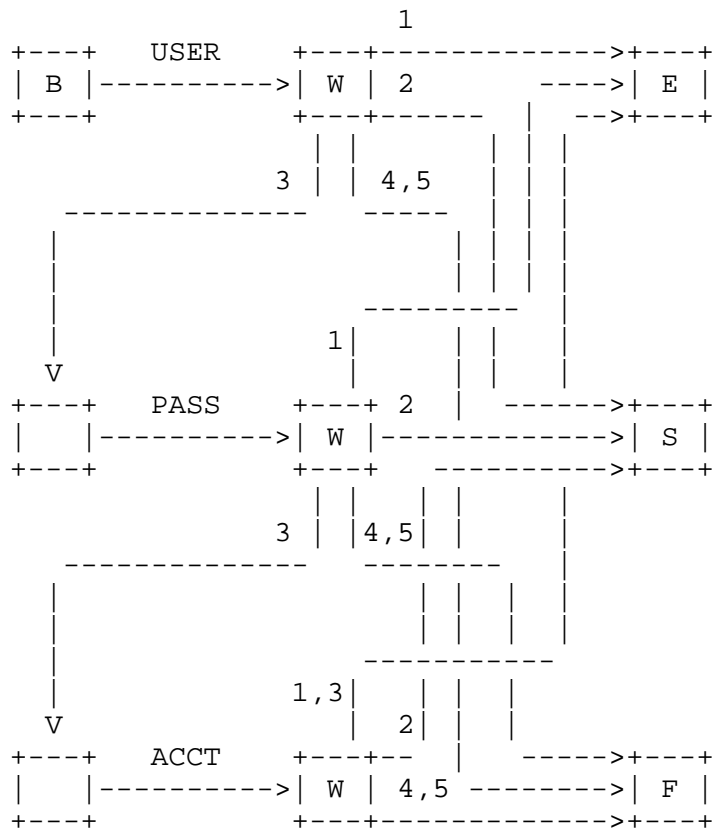 1
+----+   USER    +----+------------->+----+
| B  |---------->| W  | 2       ---->| E  |
+----+           +----+------  |  -->+----+
                  | |       | | |
                3 | | 4,5   | | |
    --------------   -----  | | |
   |                      | | | |
   |                      | | | |
   |                 ---------  |
   |               1|     | |   |
   V                |     | |   |
+----+   PASS    +----+ 2  |  ------>+----+
|    |---------->| W  |------------->| S  |
+----+           +----+   ---------->+----+
                  | |   | |     |
                3 | |4,5| |     |
    --------------   --------   |
   |                    | |  |  |
   |                    | |  |  |
   |                 -----------
   |             1,3|   | |  |
   V                |  2| |  |
+----+   ACCT    +----+--  |   ----->+----+
|    |---------->| W  | 4,5 -------->| F  |
+----+           +----+------------->+----+